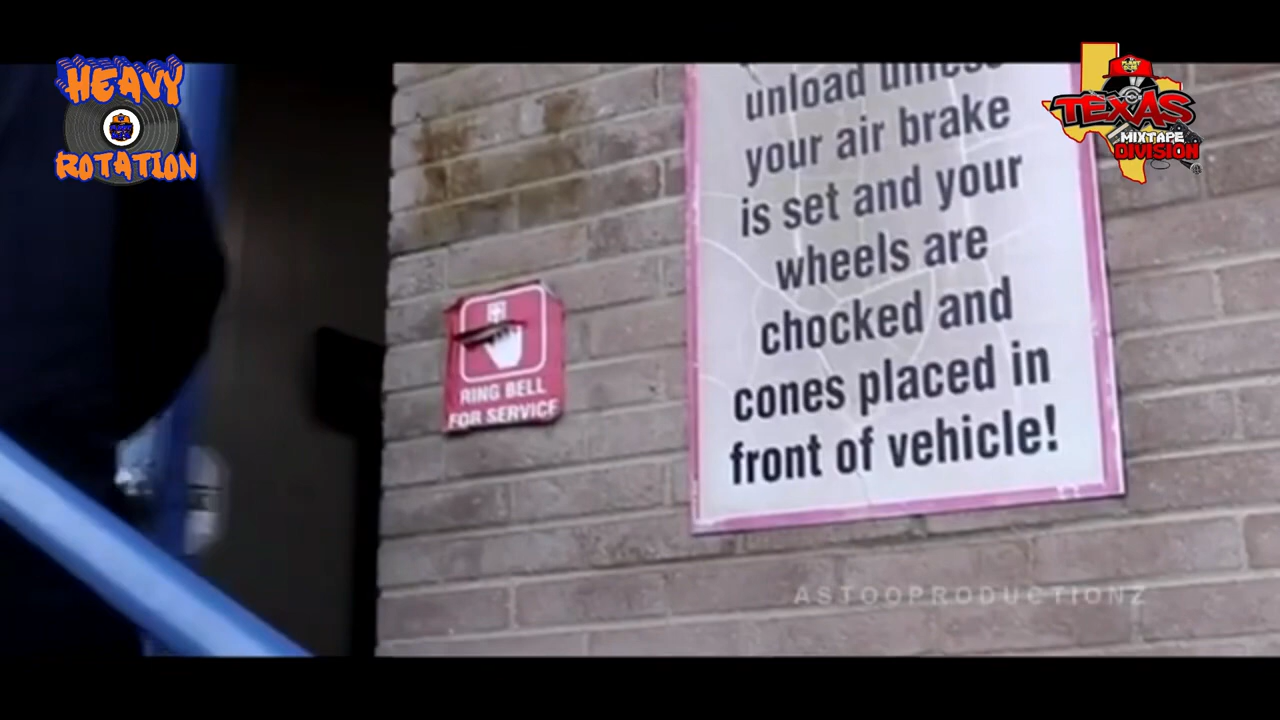 HEAVY
ROTATION
TEXAS
MIXTAPE
DIVISION
unload unless
your air brake
is set and your
wheels are
chocked and
cones placed in
front of vehicle!
RING BELL
FOR SERVICE
ASTOOPRODUCTIONZ